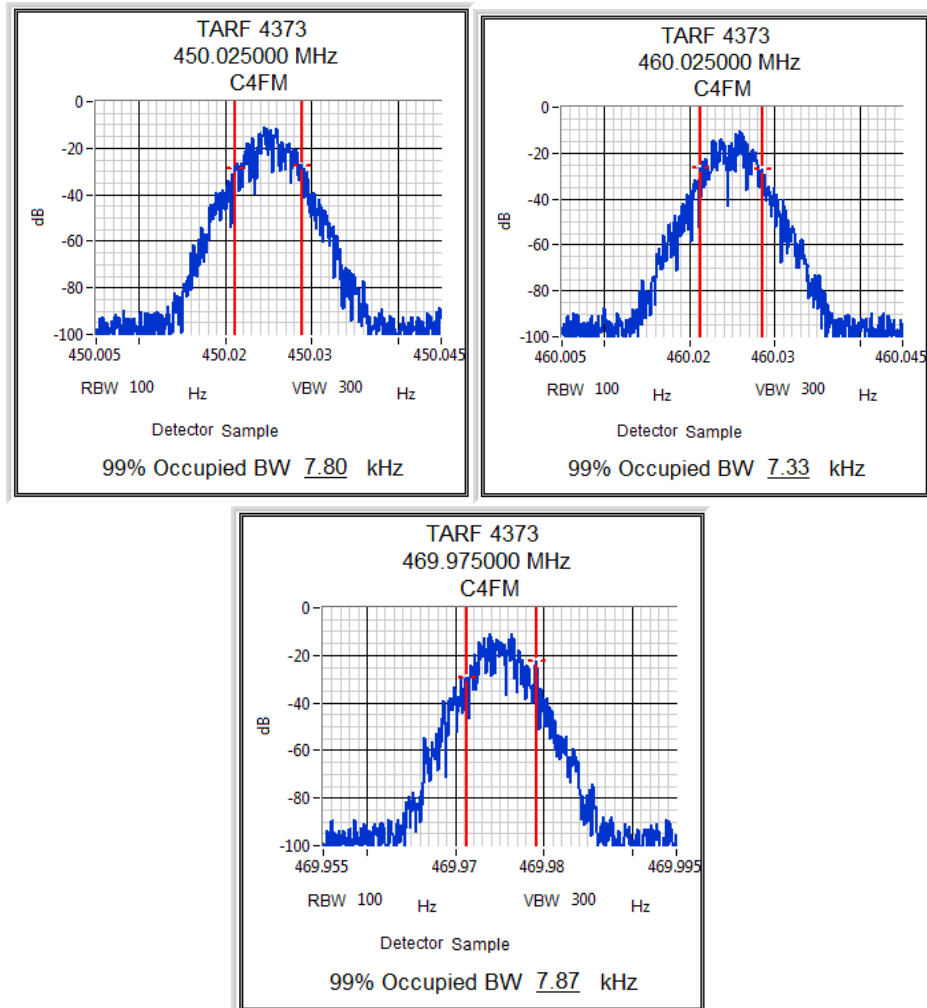 TARF 4373
450.025000 MHz
C4FM
0
-20
-40
dB
-60
-80
-100
450.005 450.02 450.03 450.045
RBW 100 Hz VBW 300 Hz
Detector Sample
99% Occupied BW 7.80 kHz
TARF 4373
460.025000 MHz
C4FM
0
-20
-40
dB
-60
-80
-100
460.005 460.02 460.03 460.045
RBW 100 Hz VBW 300 Hz
Detector Sample
99% Occupied BW 7.33 kHz
TARF 4373
469.975000 MHz
C4FM
0
-20
-40
dB
-60
-80
-100
469.955 469.97 469.98 469.995
RBW 100 Hz VBW 300 Hz
Detector Sample
99% Occupied BW 7.87 kHz